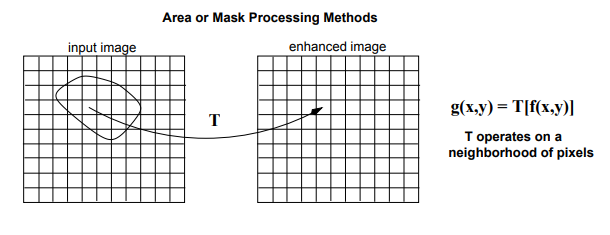 Area or Mask Processing Methods
input image
enhanced image
T
g(x,y) = T[f(x,y)]
T operates on a
neighborhood of pixels